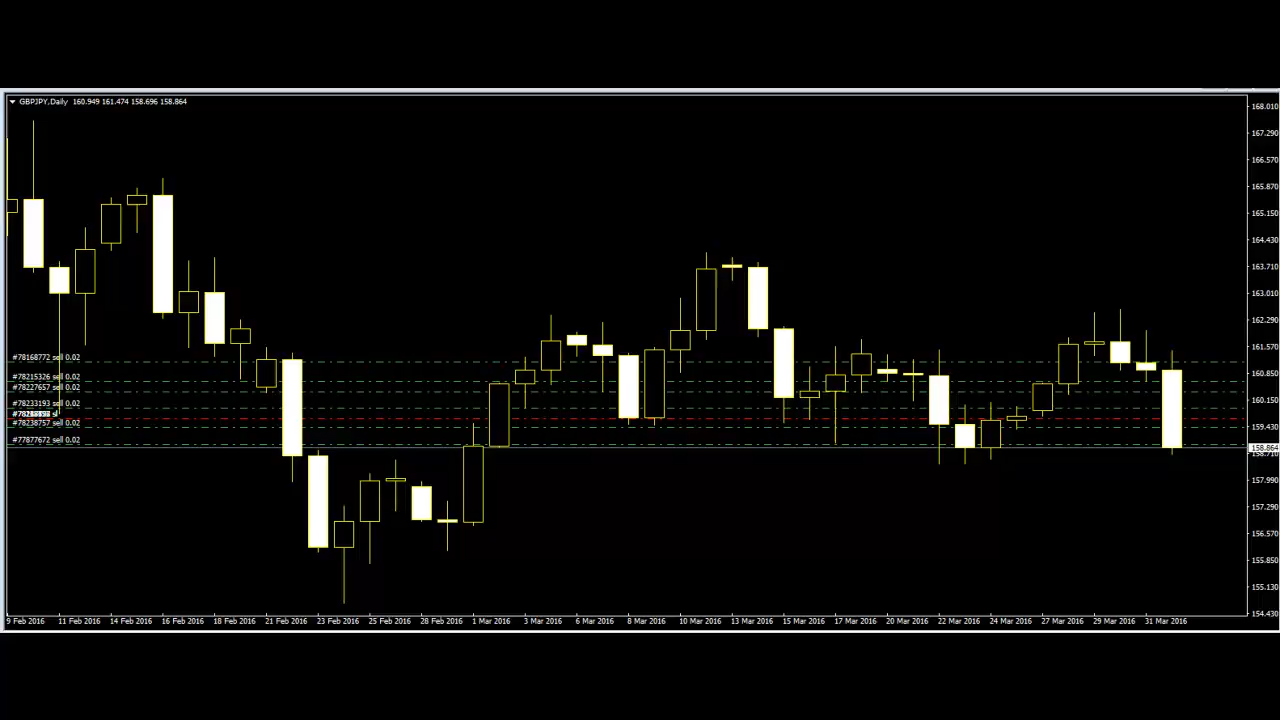 GBPJPY,Daily 160.949 161.474 158.696 158.864
168.010
167.290
166.570
165.870
165.150
164.430
163.710
163.010
162.290
161.570
160.850
160.150
159.430
158.864
158.710
157.990
157.290
156.570
155.850
155.130
154.430
#78168772 sell 0.02
#78215326 sell 0.02
#78227657 sell 0.02
#78233193 sell 0.02
sl
#78238757 sell 0.02
#77877672 sell 0.02
9 Feb 2016 11 Feb 2016 14 Feb 2016 16 Feb 2016 18 Feb 2016 21 Feb 2016 23 Feb 2016 25 Feb 2016 28 Feb 2016 1 Mar 2016 3 Mar 2016 6 Mar 2016 8 Mar 2016 10 Mar 2016 13 Mar 2016 15 Mar 2016 17 Mar 2016 20 Mar 2016 22 Mar 2016 24 Mar 2016 27 Mar 2016 29 Mar 2016 31 Mar 2016